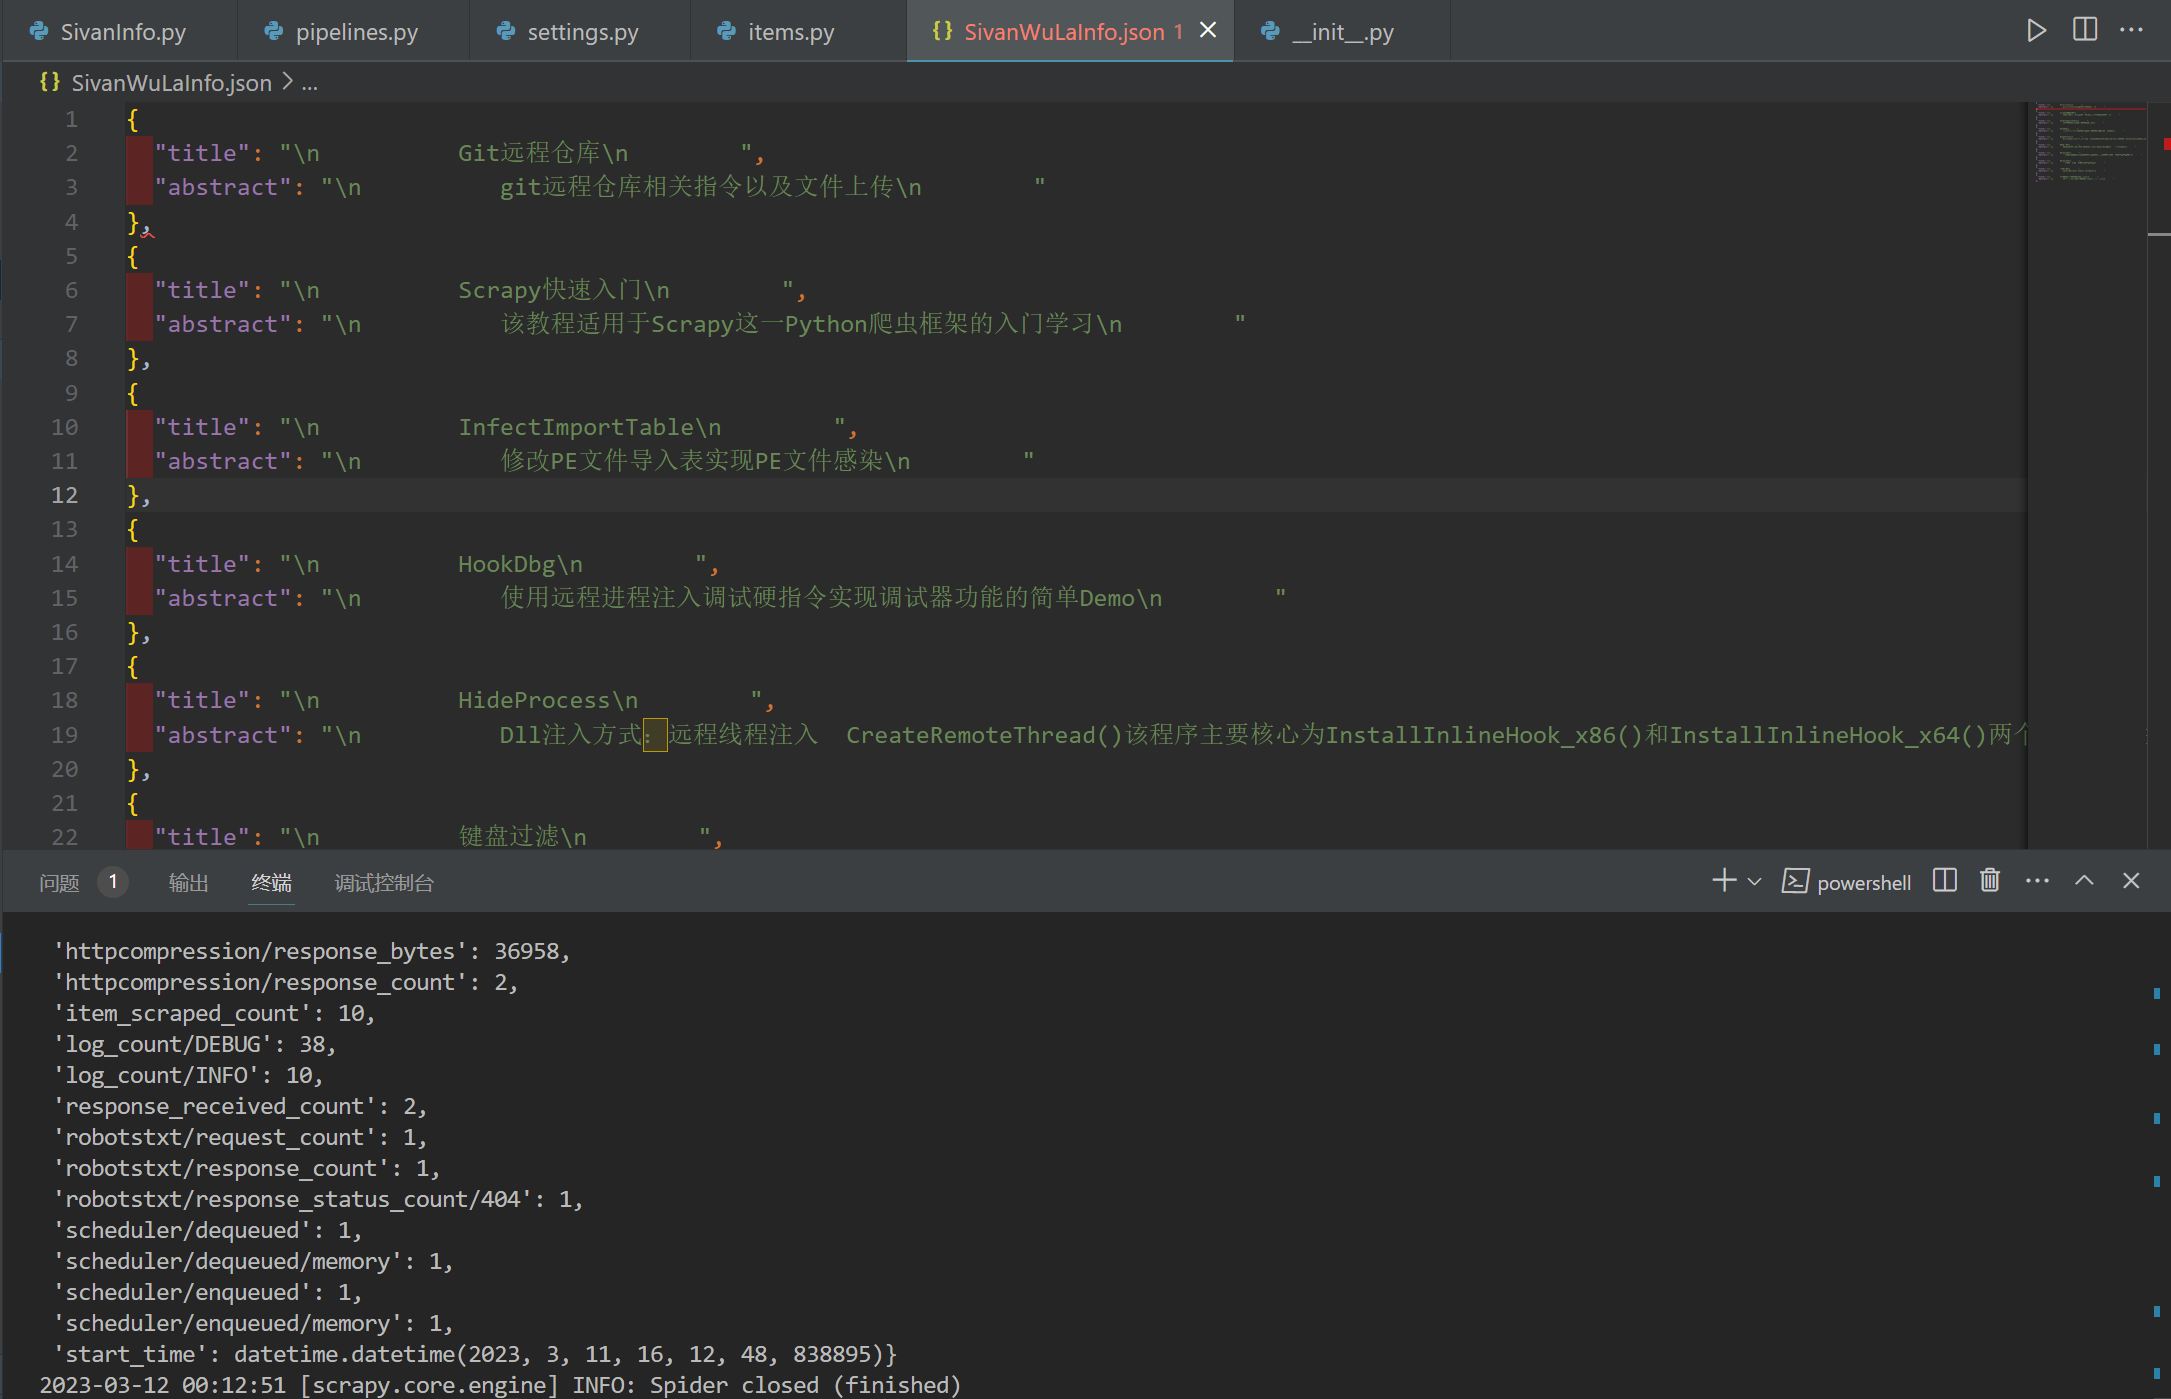 SivanInfo.py pipelines.py settings.py items.py {} SivanWuLaInfo.json 1 __init__.py
{} SivanWuLaInfo.json > ...
1 {
2 "title": "\n          Git远程仓库\n        ",
3 "abstract": "\n          git远程仓库相关指令以及文件上传\n        "
4 },
5 {
6 "title": "\n          Scrapy快速入门\n        ",
7 "abstract": "\n          该教程适用于Scrapy这一Python爬虫框架的入门学习\n        "
8 },
9 {
10 "title": "\n          InfectImportTable\n        ",
11 "abstract": "\n          修改PE文件导入表实现PE文件感染\n        "
12 },
13 {
14 "title": "\n          HookDbg\n        ",
15 "abstract": "\n          使用远程进程注入调试硬指令实现调试器功能的简单Demo\n        "
16 },
17 {
18 "title": "\n          HideProcess\n        ",
19 "abstract": "\n          Dll注入方式：远程线程注入  CreateRemoteThread()该程序主要核心为InstallInlineHook_x86()和InstallInlineHook_x64()两
20 },
21 {
22 "title": "\n          键盘过滤\n        ",
问题 1 输出 终端 调试控制台 powershell
'httpcompression/response_bytes': 36958,
'httpcompression/response_count': 2,
'item_scraped_count': 10,
'log_count/DEBUG': 38,
'log_count/INFO': 10,
'response_received_count': 2,
'robotstxt/request_count': 1,
'robotstxt/response_count': 1,
'robotstxt/response_status_count/404': 1,
'scheduler/dequeued': 1,
'scheduler/dequeued/memory': 1,
'scheduler/enqueued': 1,
'scheduler/enqueued/memory': 1,
'start_time': datetime.datetime(2023, 3, 11, 16, 12, 48, 838895)}
2023-03-12 00:12:51 [scrapy.core.engine] INFO: Spider closed (finished)